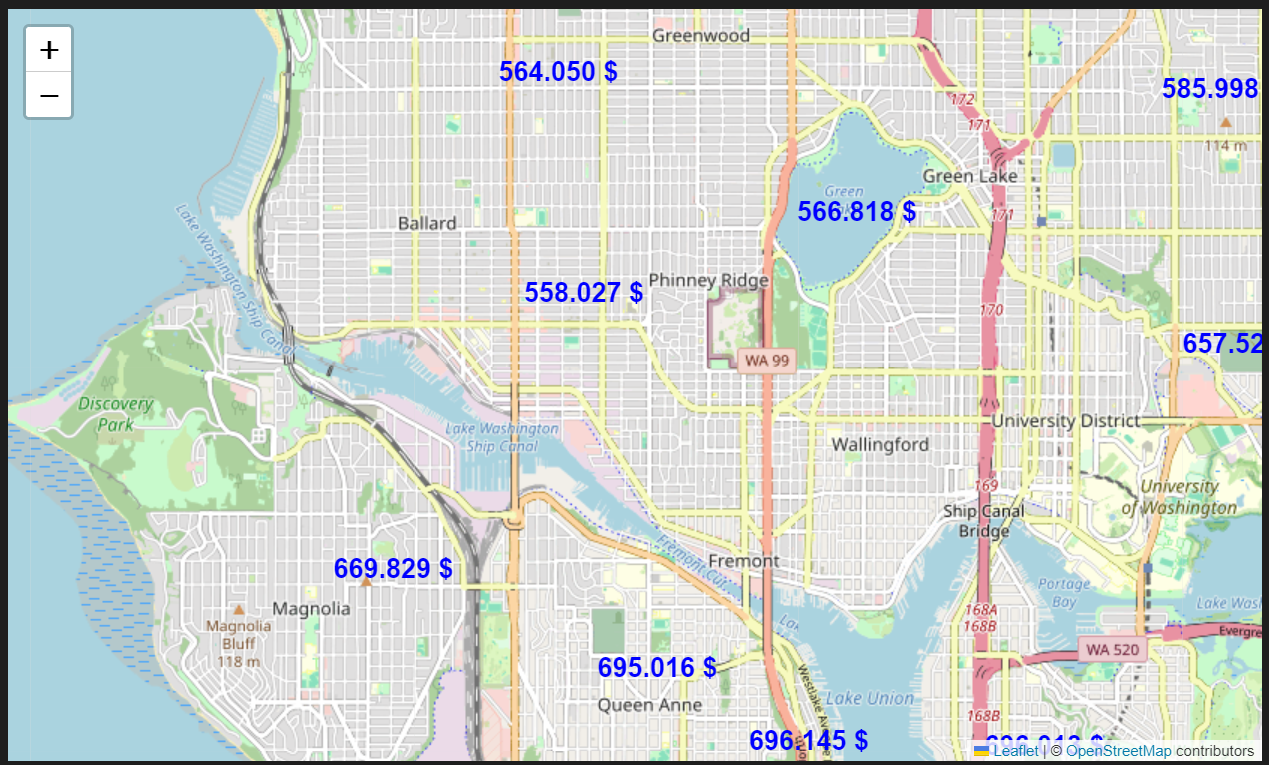 +
−
Greenwood
564.050 $
172
585.998
171
114 m
Green Lake
Green
566.818 $
171
Lake Washington Ship Canal
Ballard
Phinney Ridge
558.027 $
170
657.52
WA 99
Discovery
Park
University District
Lake Washington
Ship Canal
Wallingford
169
University
of Washington
Ship Canal
Bridge
Fremont Cut
Fremont
669.829 $
Portage
Bay
Magnolia
168A
168B
Lake Wash
Magnolia
Bluff
118 m
Lak
Evergre
WA 520
695.016 $
Westlake Av
Lake Union
Queen Anne
168B
696.145 $
Leaflet | © OpenStreetMap contributors